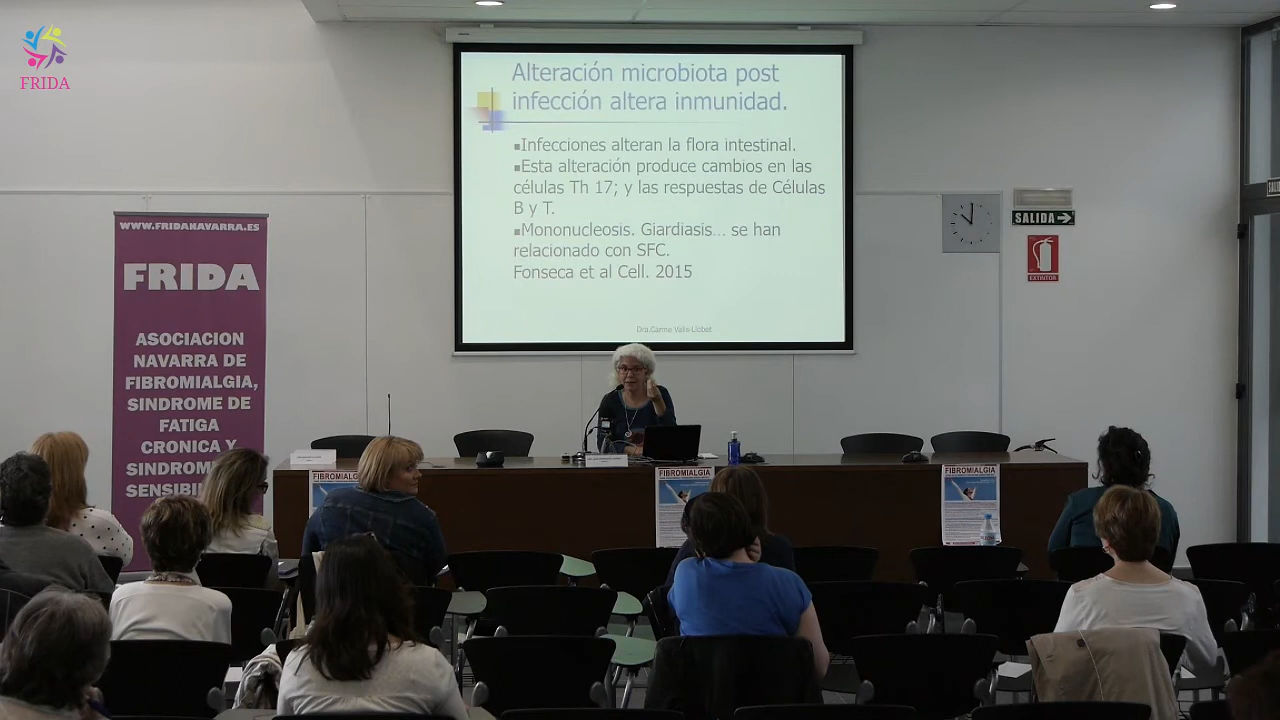 FRIDA
Alteración microbiota post
infección altera inmunidad.
Infecciones alteran la flora intestinal.
Esta alteración produce cambios en las
células Th 17; y las respuestas de Células
B y T.
Mononucleosis. Giardiasis... se han
relacionado con SFC.
Fonseca et al Cell. 2015
Dra.Carme Valls-Llobet
SALIDA
EXTINTOR
WWW.FRIDANAVARRA.ES
FRIDA
ASOCIACION
NAVARRA DE
FIBROMIALGIA,
SINDROME DE
FATIGA
CRONICA Y
SINDROM
SENSIBI
FIBROMIALGIA
FIBROMIALGIA
FIBROMIALGIA